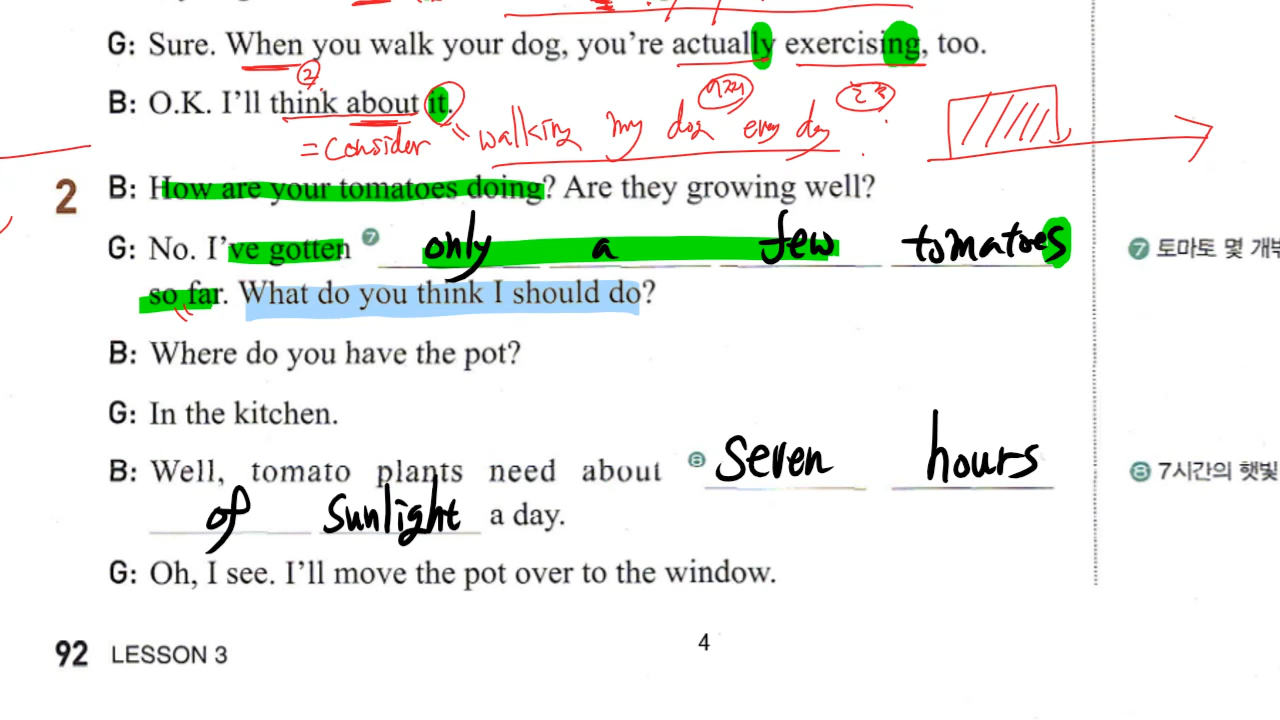 G: Sure. When you walk your dog, you're actually exercising, too.
②
B: O.K. I'll think about it.
= Consider " walking my dog every day
2 B: How are your tomatoes doing? Are they growing well?
G: No. I've gotten ⑦ only a few tomatoes
⑦ 토마토 몇 개
so far. What do you think I should do?
B: Where do you have the pot?
G: In the kitchen.
B: Well, tomato plants need about ⑧ seven hours
⑧ 7시간의 햇빛
of sunlight a day.
G: Oh, I see. I'll move the pot over to the window.
92 LESSON 3
4